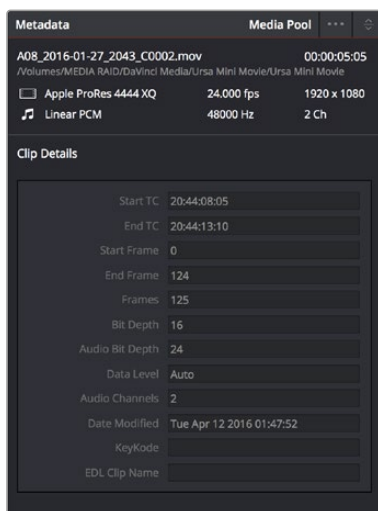 Metadata Media Pool ...
A08_2016-01-27_2043_C0002.mov 00:00:05:05
/Volumes/MEDIA RAID/DaVinci Media/Ursa Mini Movie/Ursa Mini Movie
Apple ProRes 4444 XQ 24.000 fps 1920 x 1080
Linear PCM 48000 Hz 2 Ch
Clip Details
Start TC 20:44:08:05
End TC 20:44:13:10
Start Frame 0
End Frame 124
Frames 125
Bit Depth 16
Audio Bit Depth 24
Data Level Auto
Audio Channels 2
Date Modified Tue Apr 12 2016 01:47:52
KeyKode
EDL Clip Name